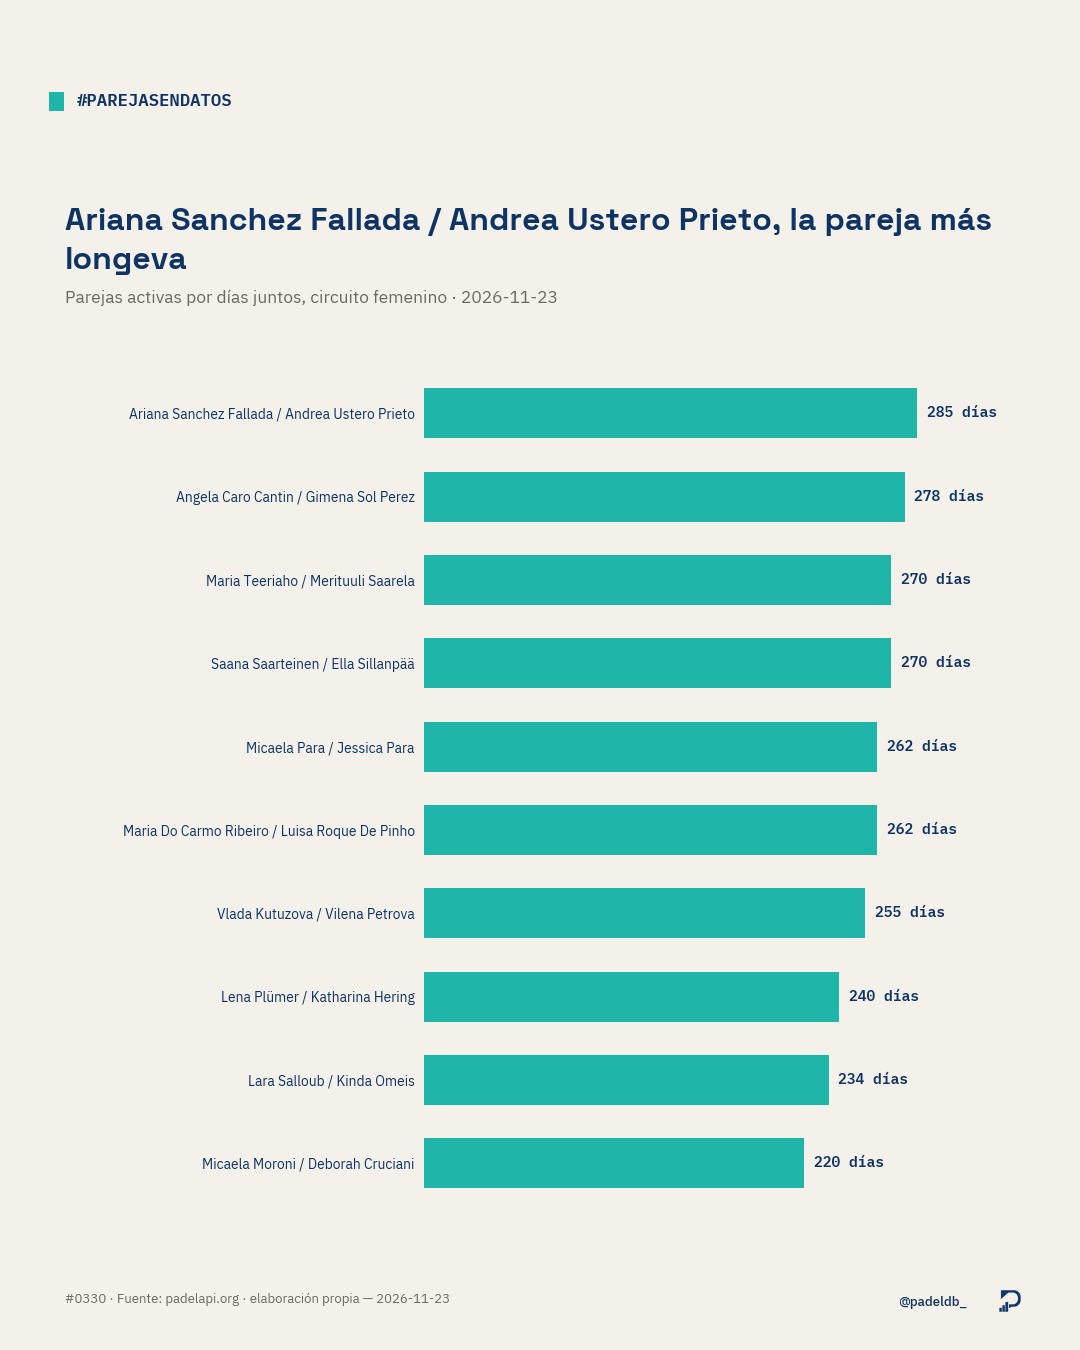 #PAREJASENDATOS
Ariana Sanchez Fallada / Andrea Ustero Prieto, la pareja más
longeva
Parejas activas por días juntos, circuito femenino · 2026-11-23
Ariana Sanchez Fallada / Andrea Ustero Prieto 285 días
Angela Caro Cantin / Gimena Sol Perez 278 días
Maria Teeriaho / Merituuli Saarela 270 días
Saana Saarteinen / Ella Sillanpää 270 días
Micaela Para / Jessica Para 262 días
Maria Do Carmo Ribeiro / Luisa Roque De Pinho 262 días
Vlada Kutuzova / Vilena Petrova 255 días
Lena Plümer / Katharina Hering 240 días
Lara Salloub / Kinda Omeis 234 días
Micaela Moroni / Deborah Cruciani 220 días
#0330 · Fuente: padelapi.org · elaboración propia — 2026-11-23
@padeldb_